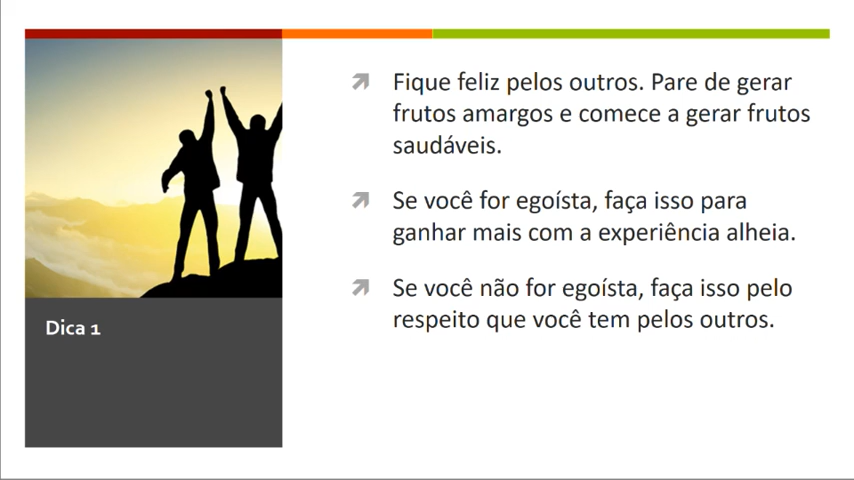 Fique feliz pelos outros. Pare de gerar
frutos amargos e comece a gerar frutos
saudáveis.
Se você for egoísta, faça isso para
ganhar mais com a experiência alheia.
Se você não for egoísta, faça isso pelo
respeito que você tem pelos outros.
Dica 1